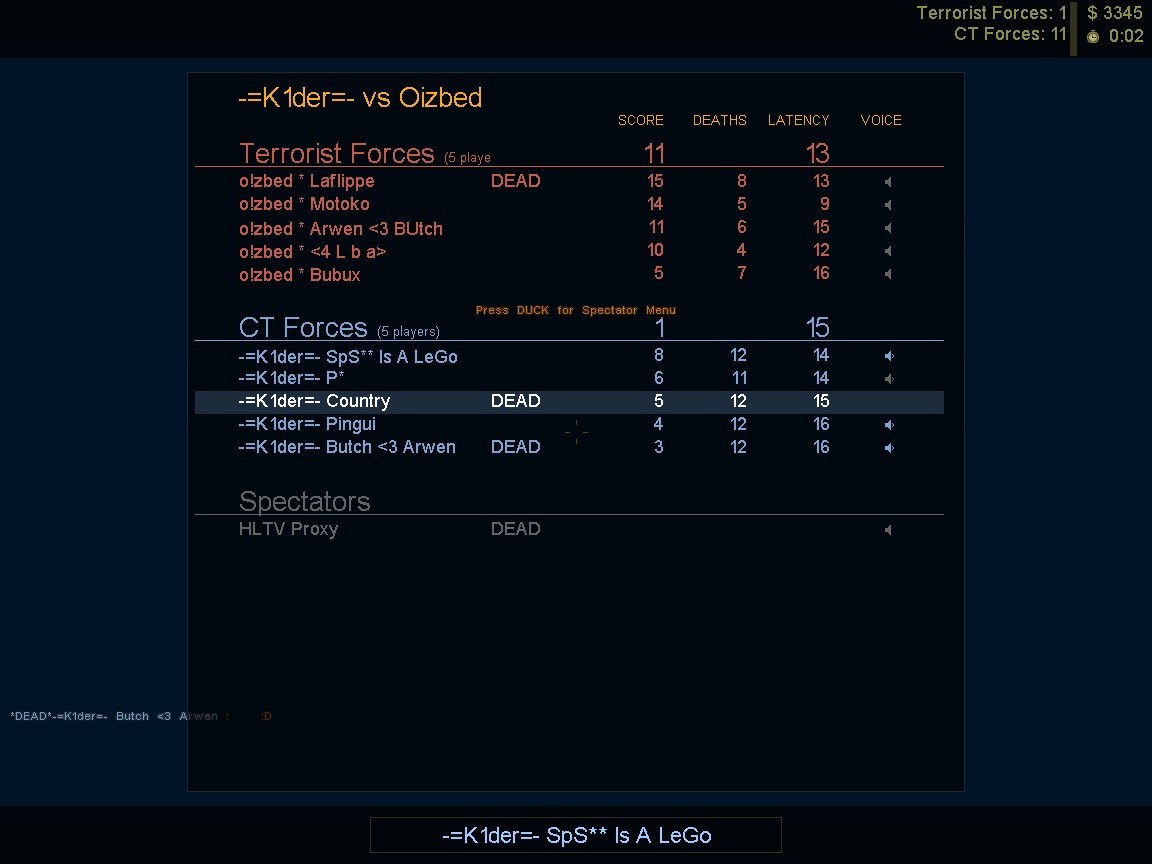 Terrorist Forces: 1 $ 3345
CT Forces: 11 0:02
-=K1der=- vs Oizbed
SCORE DEATHS LATENCY VOICE
Terrorist Forces (5 playe 11 13
o!zbed * Laflippe DEAD 15 8 13
o!zbed * Motoko 14 5 9
o!zbed * Arwen <3 BUtch 11 6 15
o!zbed * <4 L b a> 10 4 12
o!zbed * Bubux 5 7 16
Press DUCK for Spectator Menu
CT Forces (5 players) 1 15
-=K1der=- SpS** Is A LeGo 8 12 14
-=K1der=- P* 6 11 14
-=K1der=- Country DEAD 5 12 15
-=K1der=- Pingui 4 12 16
-=K1der=- Butch <3 Arwen DEAD 3 12 16
Spectators
HLTV Proxy DEAD
*DEAD*-=K1der=- Butch <3 Arwen : :D
-=K1der=- SpS** Is A LeGo